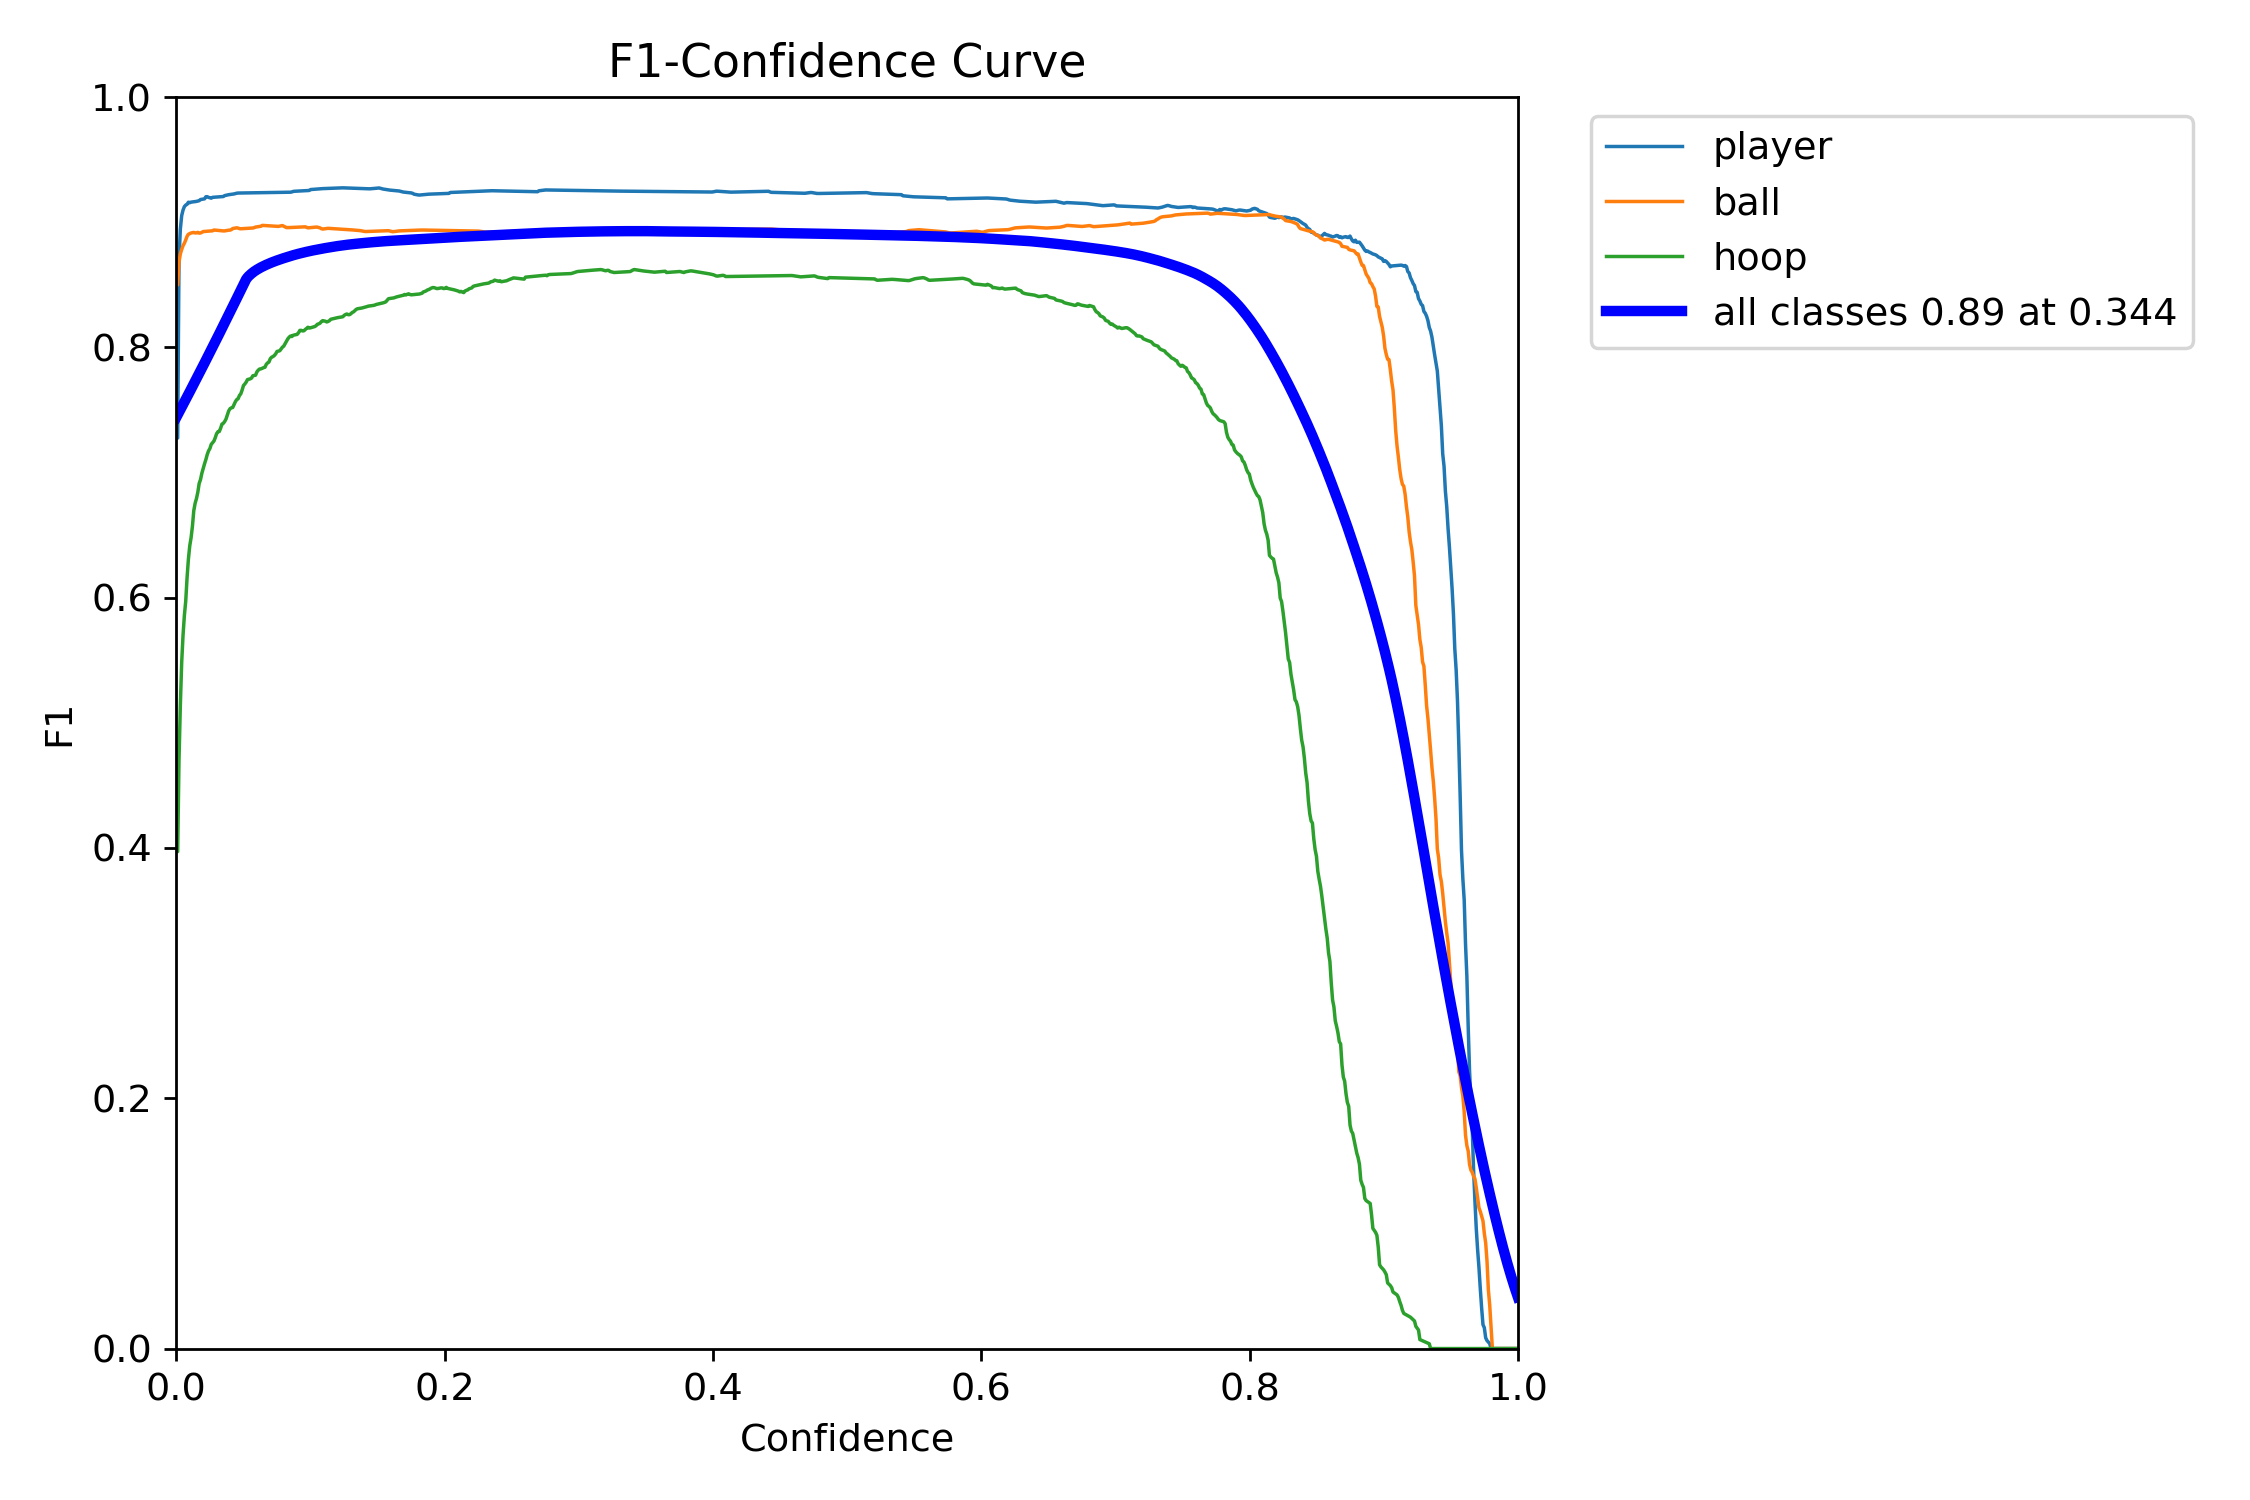 F1-Confidence Curve
1.0
0.8
0.6
0.4
0.2
0.0
F1
0.0 0.2 0.4 0.6 0.8 1.0
Confidence
player
ball
hoop
all classes 0.89 at 0.344